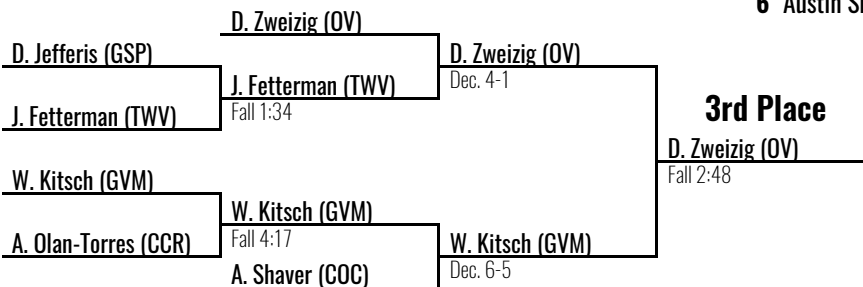 6 Austin
D. Zweizig (OV)
D. Jefferis (GSP)
D. Zweizig (OV)
J. Fetterman (TWV)
Dec. 4-1
J. Fetterman (TWV)
Fall 1:34
3rd Place
D. Zweizig (OV)
Fall 2:48
W. Kitsch (GVM)
W. Kitsch (GVM)
Fall 4:17
A. Olan-Torres (CCR)
W. Kitsch (GVM)
Dec. 6-5
A. Shaver (COC)